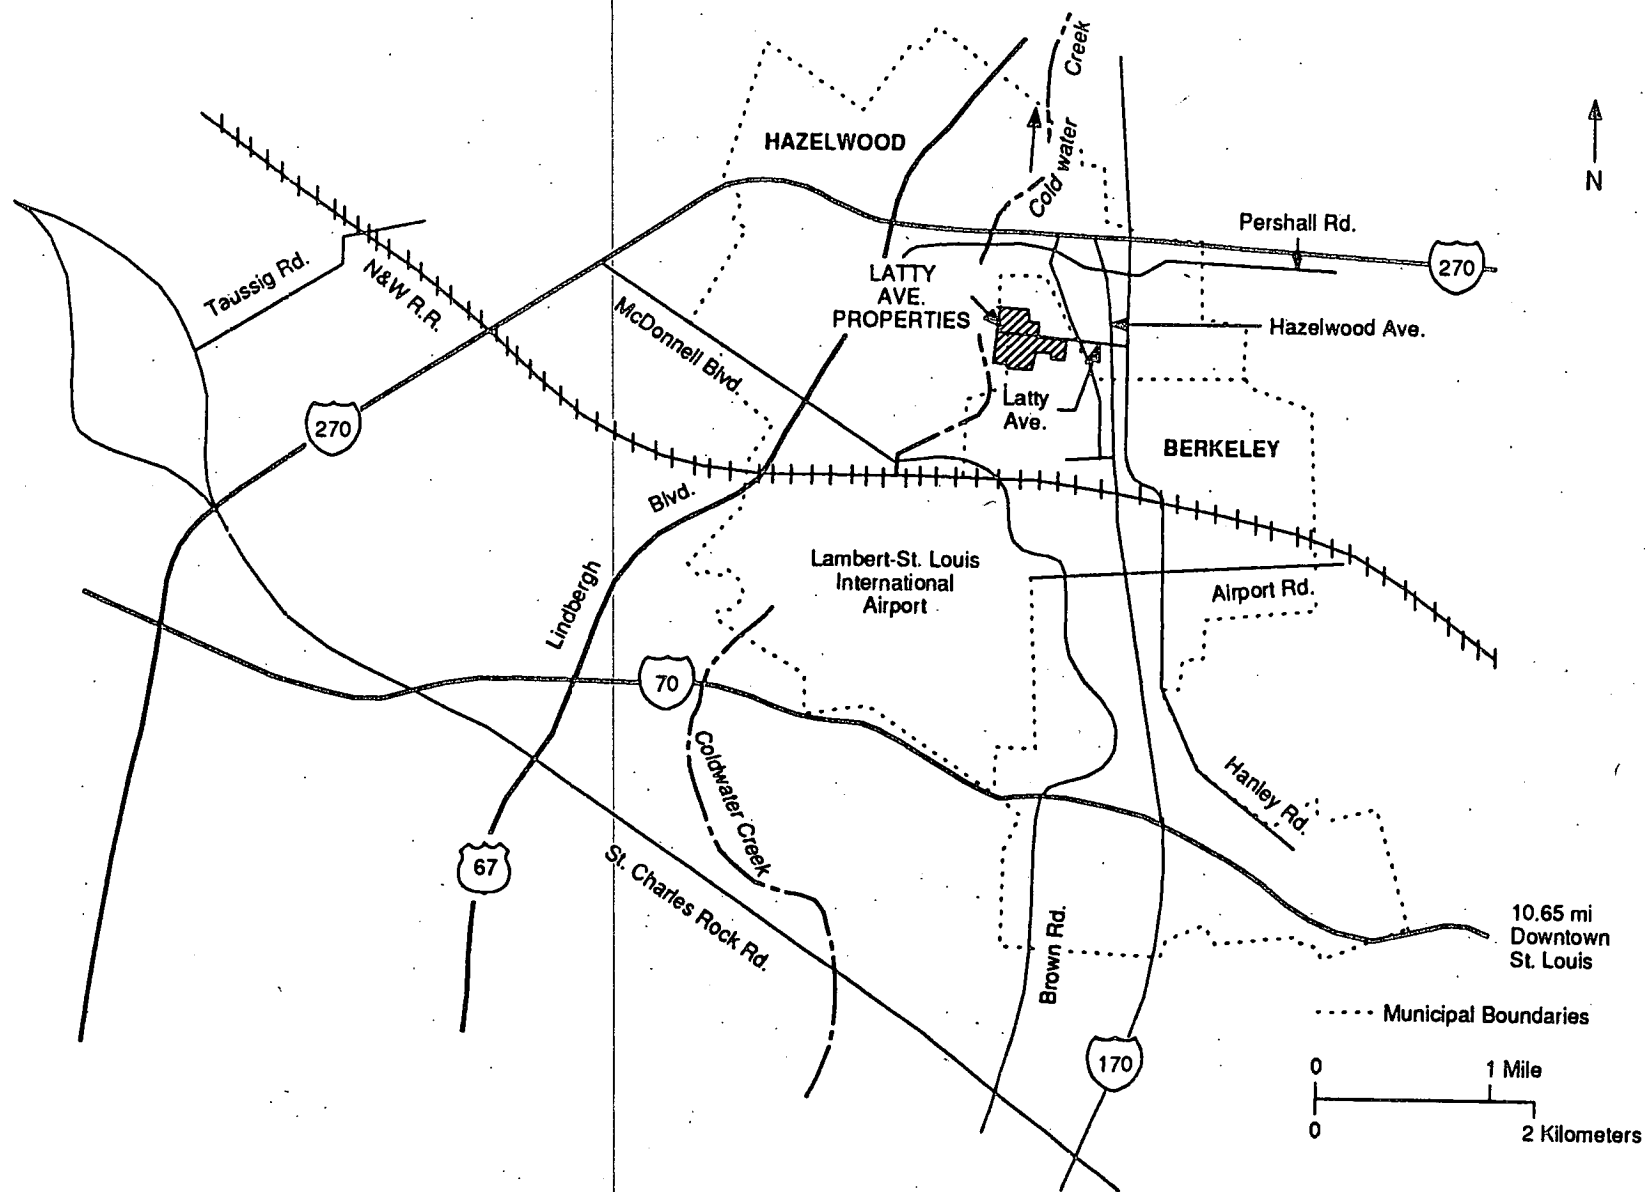 Creek
Cold water
HAZELWOOD
N
Pershall Rd.
270
Taussig Rd.
N&W R.R.
LATTY
AVE.
PROPERTIES
McDonnell Blvd.
Hazelwood Ave.
Latty
Ave.
270
BERKELEY
Blvd.
Lindbergh
Lambert-St. Louis
International
Airport
Airport Rd.
70
Coldwater Creek
Hanley Rd.
67
St. Charles Rock Rd.
Brown Rd.
10.65 mi
Downtown
St. Louis
Municipal Boundaries
170
0 1 Mile
0 2 Kilometers